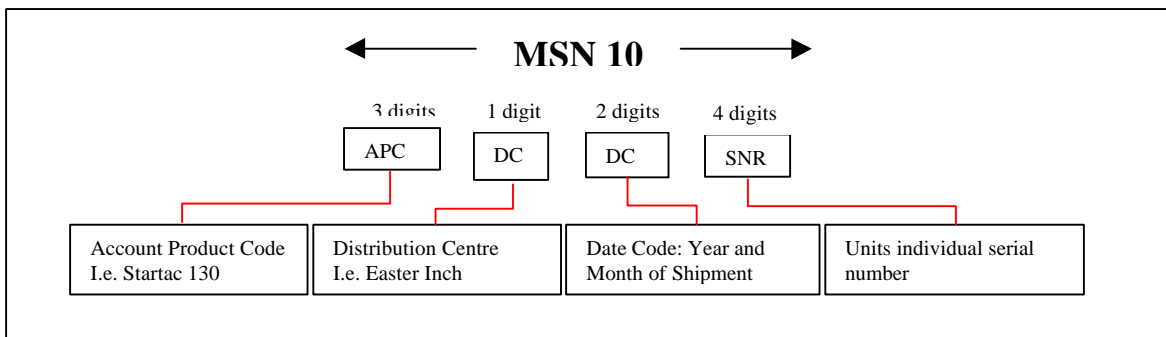 MSN 10
3 digits 1 digit 2 digits 4 digits
APC DC DC SNR
Account Product Code
I.e. Startac 130
Distribution Centre
I.e. Easter Inch
Date Code: Year and
Month of Shipment
Units individual serial
number